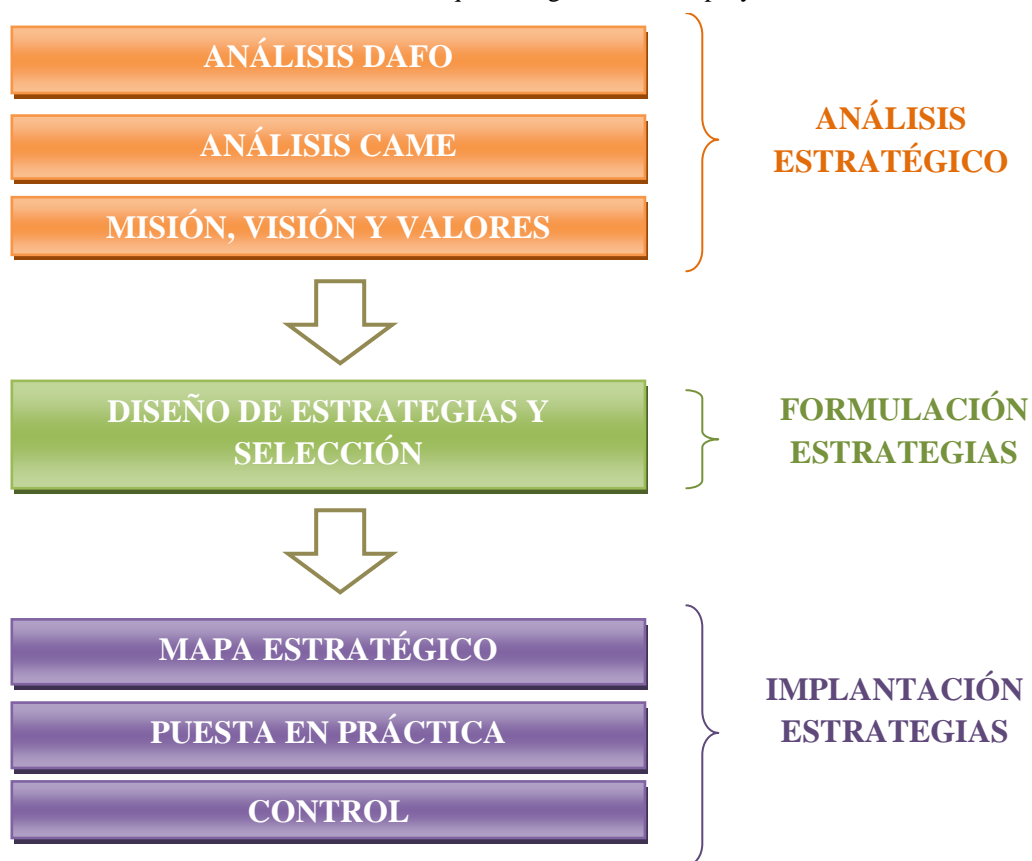 ANÁLISIS DAFO
ANÁLISIS CAME
MISIÓN, VISIÓN Y VALORES
ANÁLISIS
ESTRATÉGICO
DISEÑO DE ESTRATEGIAS Y
SELECCIÓN
FORMULACIÓN
ESTRATEGIAS
MAPA ESTRATÉGICO
PUESTA EN PRÁCTICA
CONTROL
IMPLANTACIÓN
ESTRATEGIAS